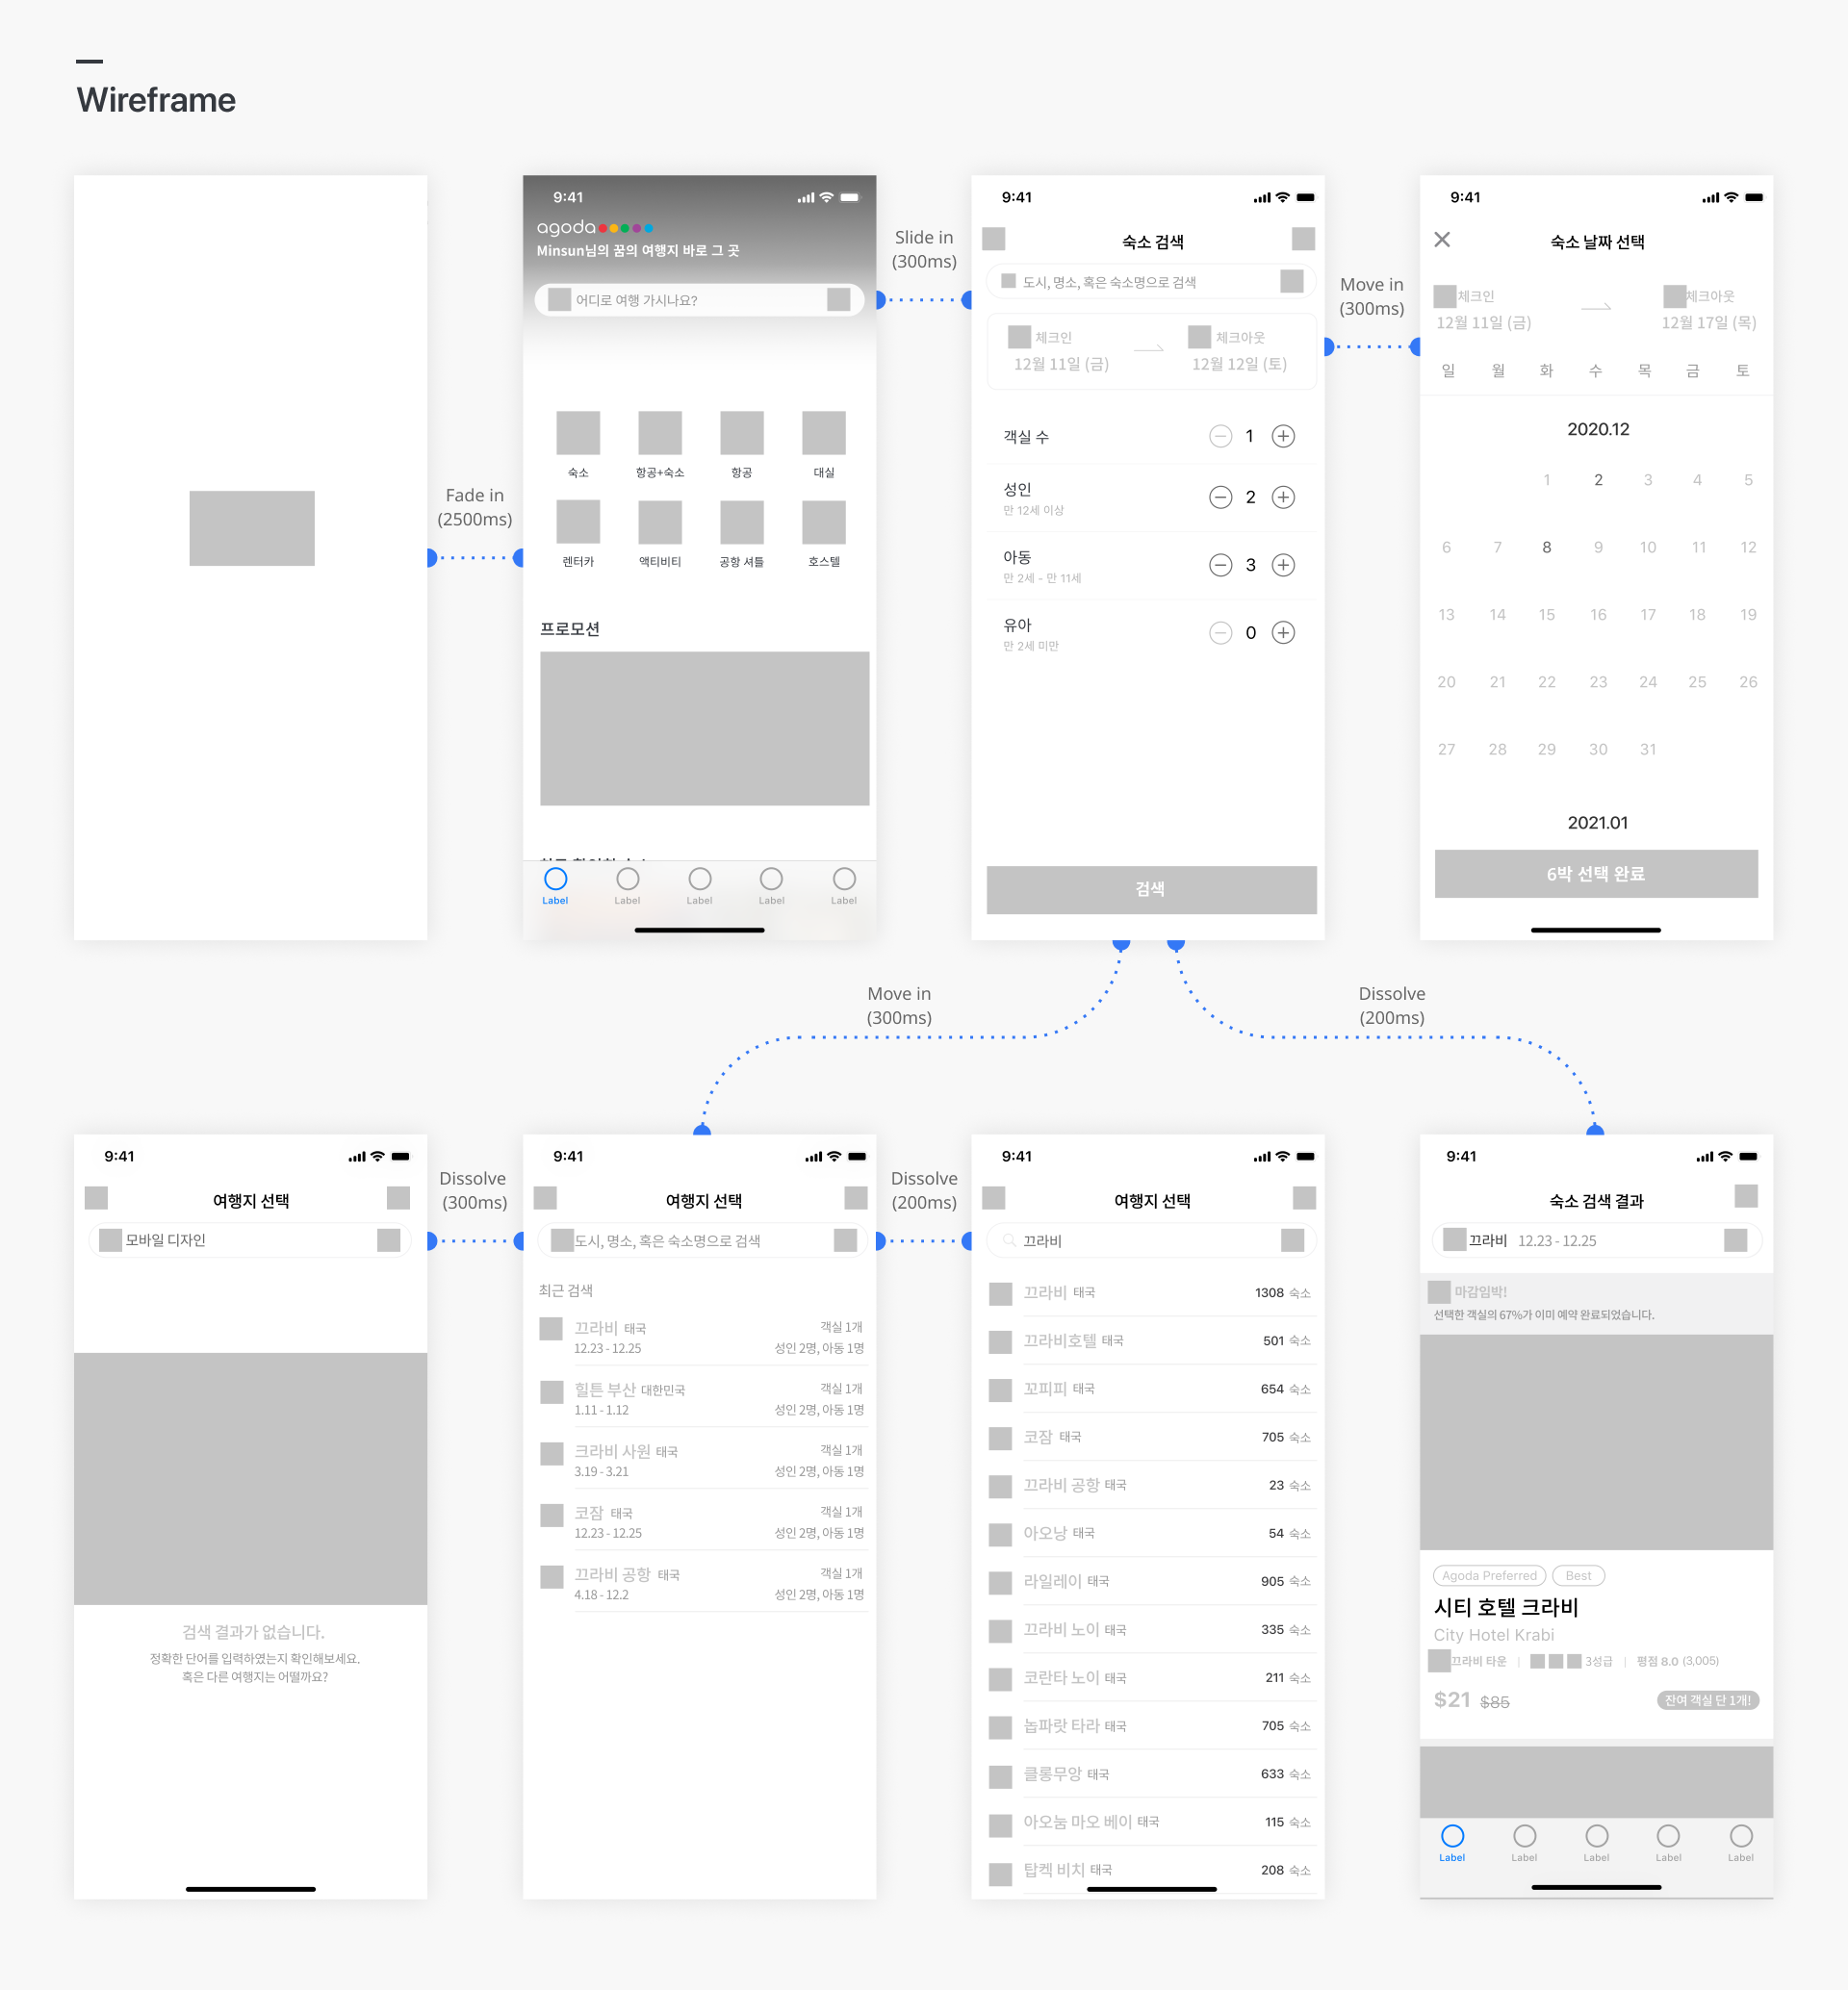 Wireframe
Fade in
(2500ms)
9:41
agoda
Minsun님의 꿈의 여행지 바로 그 곳
어디로 여행 가시나요?
숙소 항공+숙소 항공 대실
렌터카 액티비티 공항 셔틀 호스텔
프로모션
Label Label Label Label Label
Slide in
(300ms)
9:41
숙소 검색
도시, 명소, 혹은 숙소명으로 검색
체크인 체크아웃
12월 11일 (금) 12월 12일 (토)
객실 수 1
성인 2
만 12세 이상
아동 3
만 2세 - 만 11세
유아 0
만 2세 미만
검색
Move in
(300ms)
9:41
숙소 날짜 선택
체크인 체크아웃
12월 11일 (금) 12월 17일 (목)
일 월 화 수 목 금 토
2020.12
1 2 3 4 5
6 7 8 9 10 11 12
13 14 15 16 17 18 19
20 21 22 23 24 25 26
27 28 29 30 31
2021.01
6박 선택 완료
Move in
(300ms)
Dissolve
(200ms)
9:41
여행지 선택
모바일 디자인
검색 결과가 없습니다.
정확한 단어를 입력하였는지 확인해보세요.
혹은 다른 여행지는 어떨까요?
Dissolve
(300ms)
9:41
여행지 선택
도시, 명소, 혹은 숙소명으로 검색
최근 검색
끄라비 태국 객실 1개
12.23 - 12.25 성인 2명, 아동 1명
힐튼 부산 대한민국 객실 1개
1.11 - 1.12 성인 2명, 아동 1명
크라비 사원 태국 객실 1개
3.19 - 3.21 성인 2명, 아동 1명
코잠 태국 객실 1개
12.23 - 12.25 성인 2명, 아동 1명
끄라비 공항 태국 객실 1개
4.18 - 12.2 성인 2명, 아동 1명
Dissolve
(200ms)
9:41
여행지 선택
끄라비
끄라비 태국 1308 숙소
끄라비호텔 태국 501 숙소
꼬피피 태국 654 숙소
코잠 태국 705 숙소
끄라비 공항 태국 23 숙소
아오낭 태국 54 숙소
라일레이 태국 905 숙소
끄라비 노이 태국 335 숙소
코란타 노이 태국 211 숙소
놉파랏 타라 태국 705 숙소
클롱무앙 태국 633 숙소
아오눔 마오 베이 태국 115 숙소
탑켁 비치 태국 208 숙소
9:41
숙소 검색 결과
끄라비 12.23 - 12.25
마감임박!
선택한 객실의 67%가 이미 예약 완료되었습니다.
Agoda Preferred Best
시티 호텔 크라비
City Hotel Krabi
끄라비 타운 | 3성급 | 평점 8.0 (3,005)
$21 $85 잔여 객실 단 1개!
Label Label Label Label Label